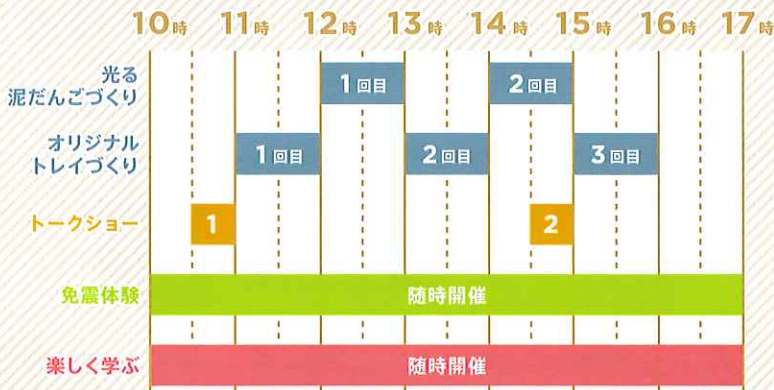 10時 11時 12時 13時 14時 15時 16時 17時
光る
泥だんごづくり
1回目 2回目
オリジナル
トレイづくり
1回目 2回目 3回目
トークショー
1 2
免震体験
随時開催
楽しく学ぶ
随時開催